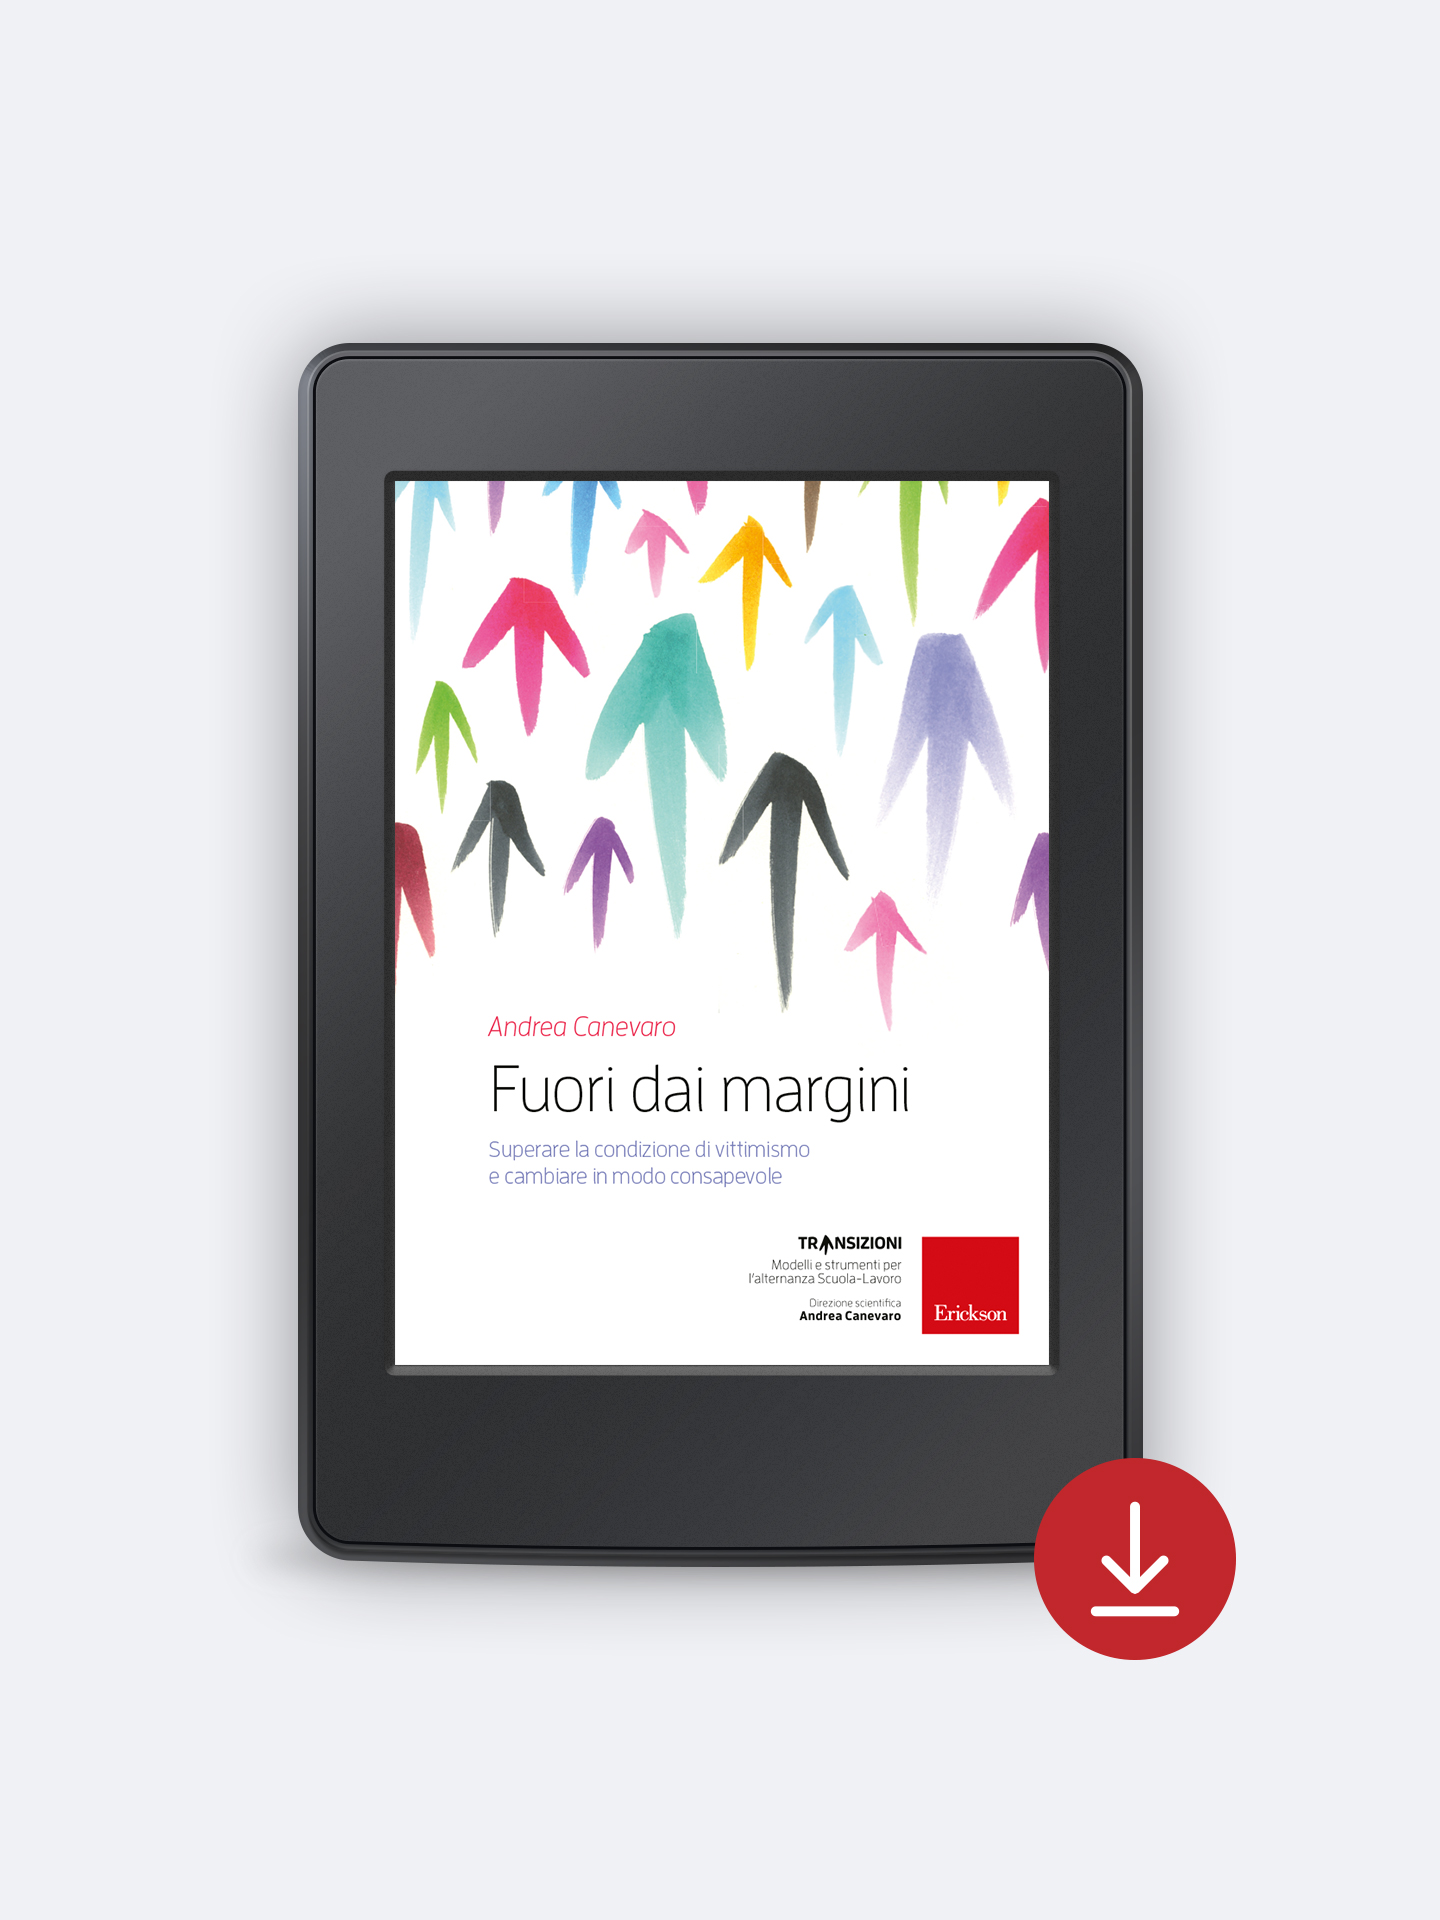 Andrea Canevaro
Fuori dai margini
Superare la condizione di vittimismo
e cambiare in modo consapevole
TRANSIZIONI
Modelli e strumenti per
l'alternanza Scuola-Lavoro
Direzione scientifica
Andrea Canevaro
Erickson